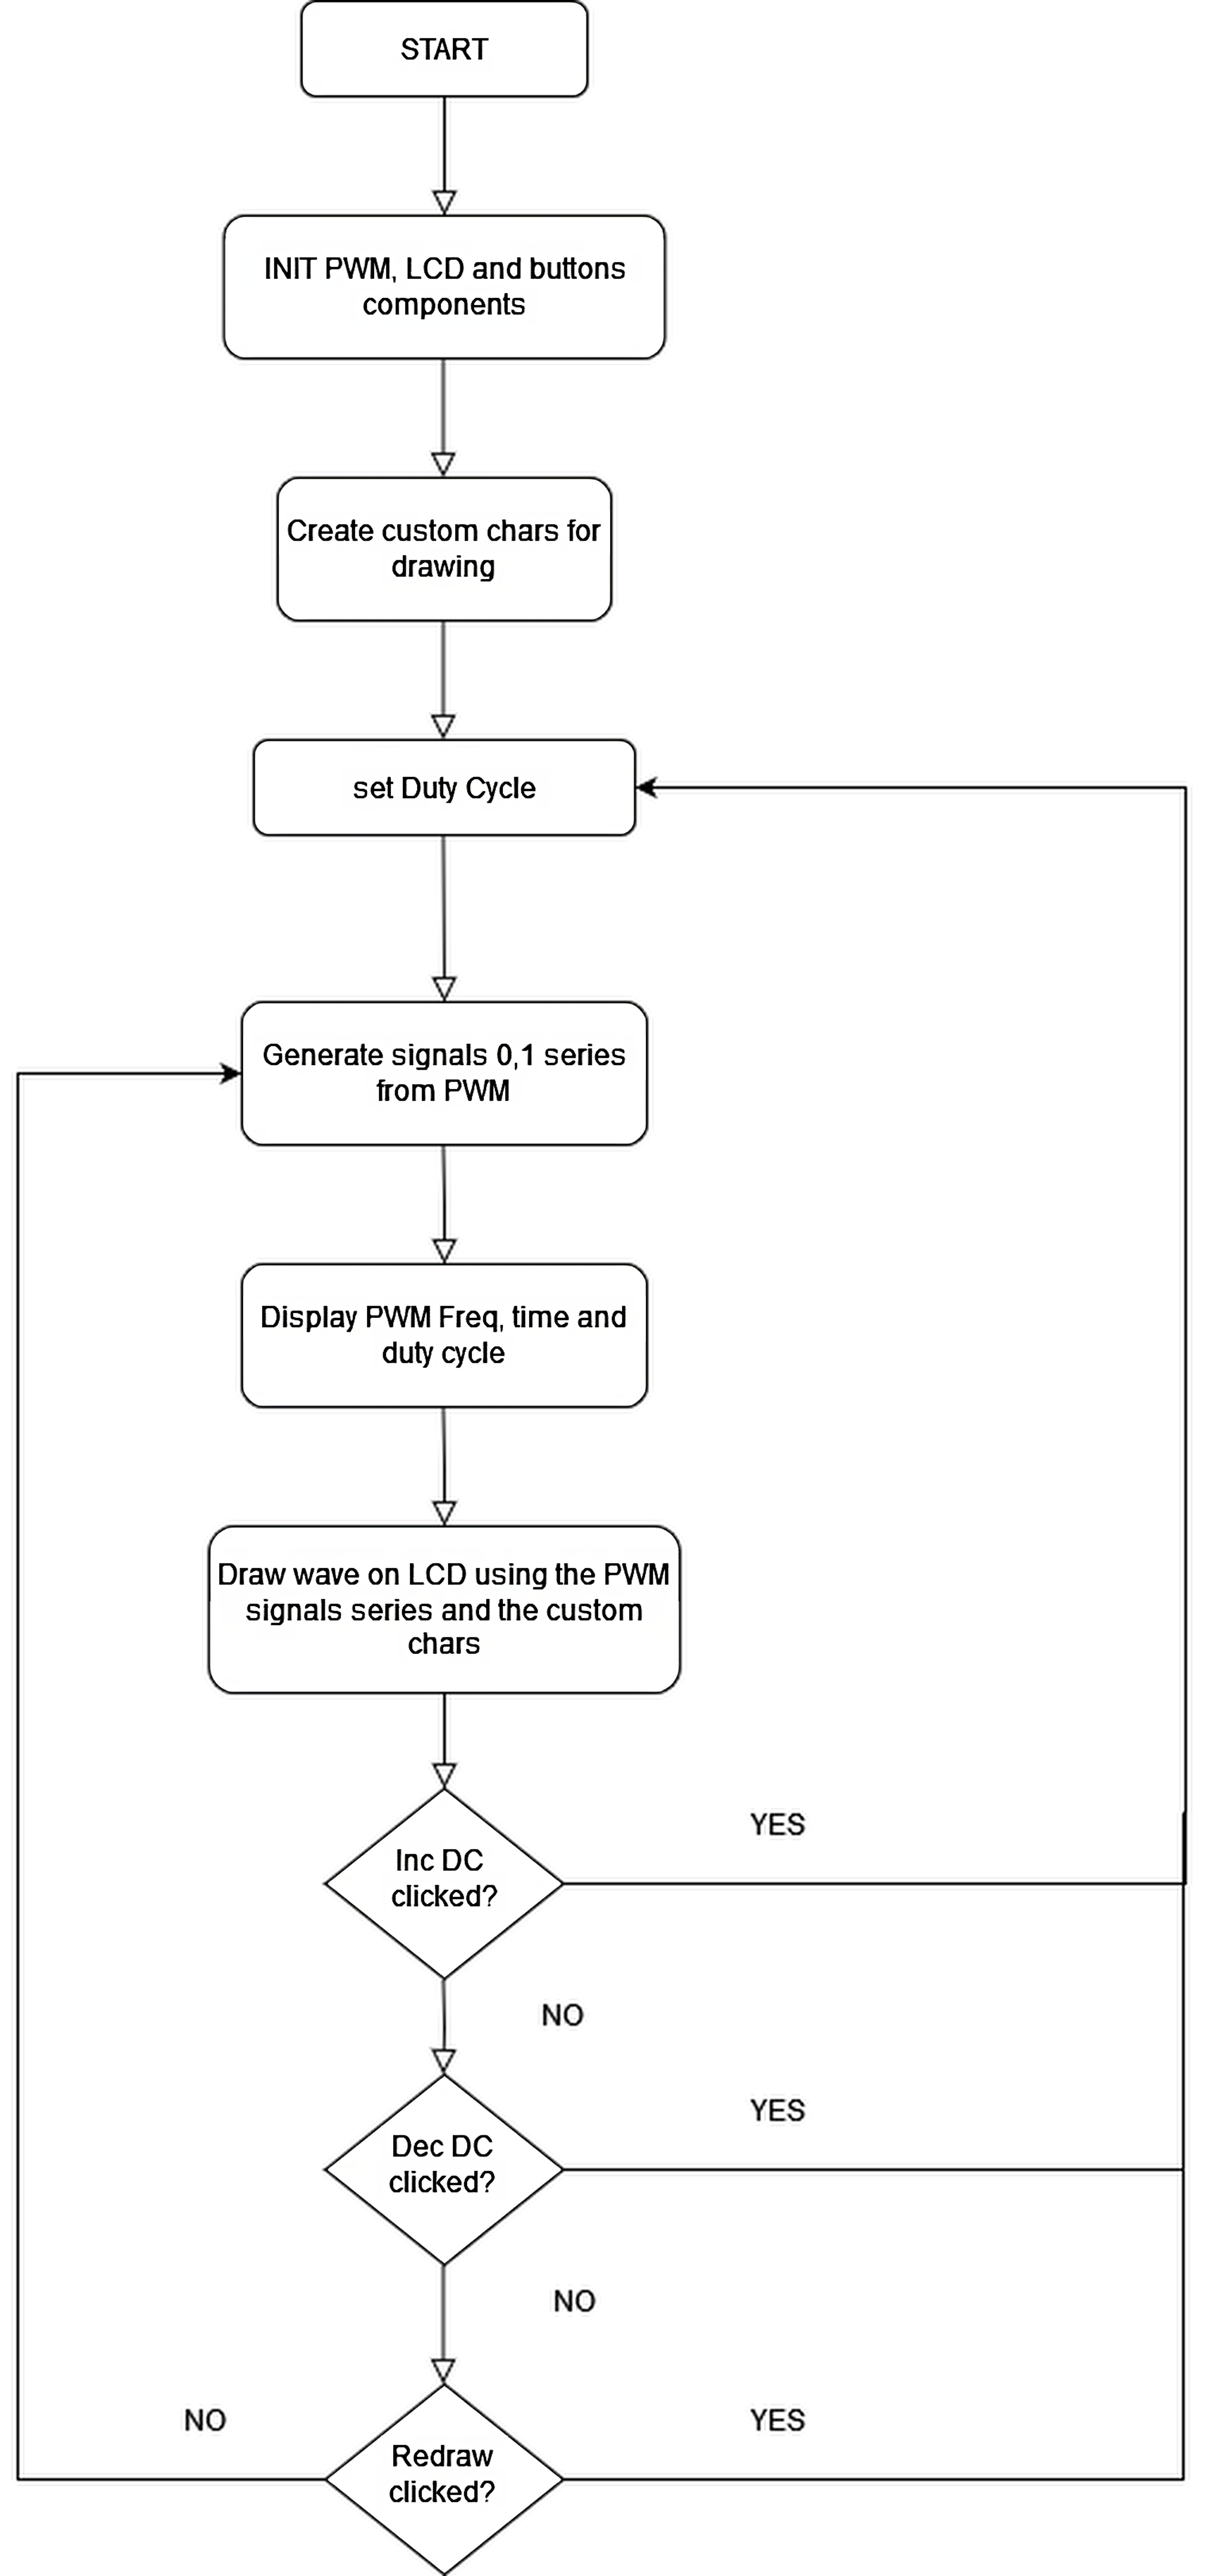 START
INIT PWM, LCD and buttons
components
Create custom chars for
drawing
set Duty Cycle
Generate signals 0,1 series
from PWM
Display PWM Freq, time and
duty cycle
Draw wave on LCD using the PWM
signals series and the custom
chars
YES
Inc DC
clicked?
NO
YES
Dec DC
clicked?
NO
NO
YES
Redraw
clicked?